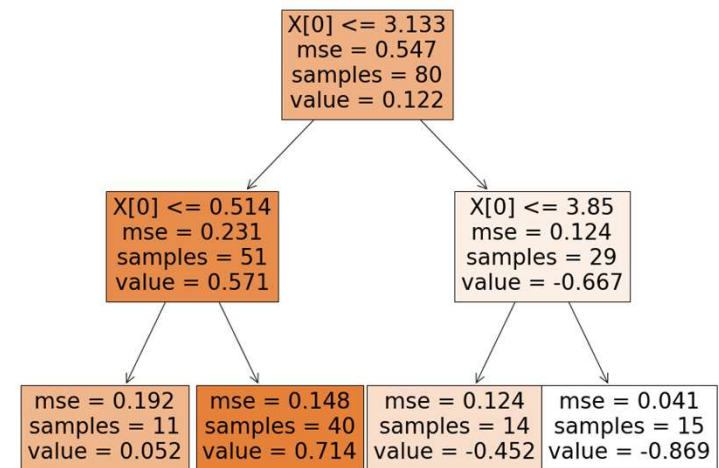 X[0] <= 3.133
mse = 0.547
samples = 80
value = 0.122
X[0] <= 0.514
mse = 0.231
samples = 51
value = 0.571
X[0] <= 3.85
mse = 0.124
samples = 29
value = -0.667
mse = 0.192
samples = 11
value = 0.052
mse = 0.148
samples = 40
value = 0.714
mse = 0.124
samples = 14
value = -0.452
mse = 0.041
samples = 15
value = -0.869